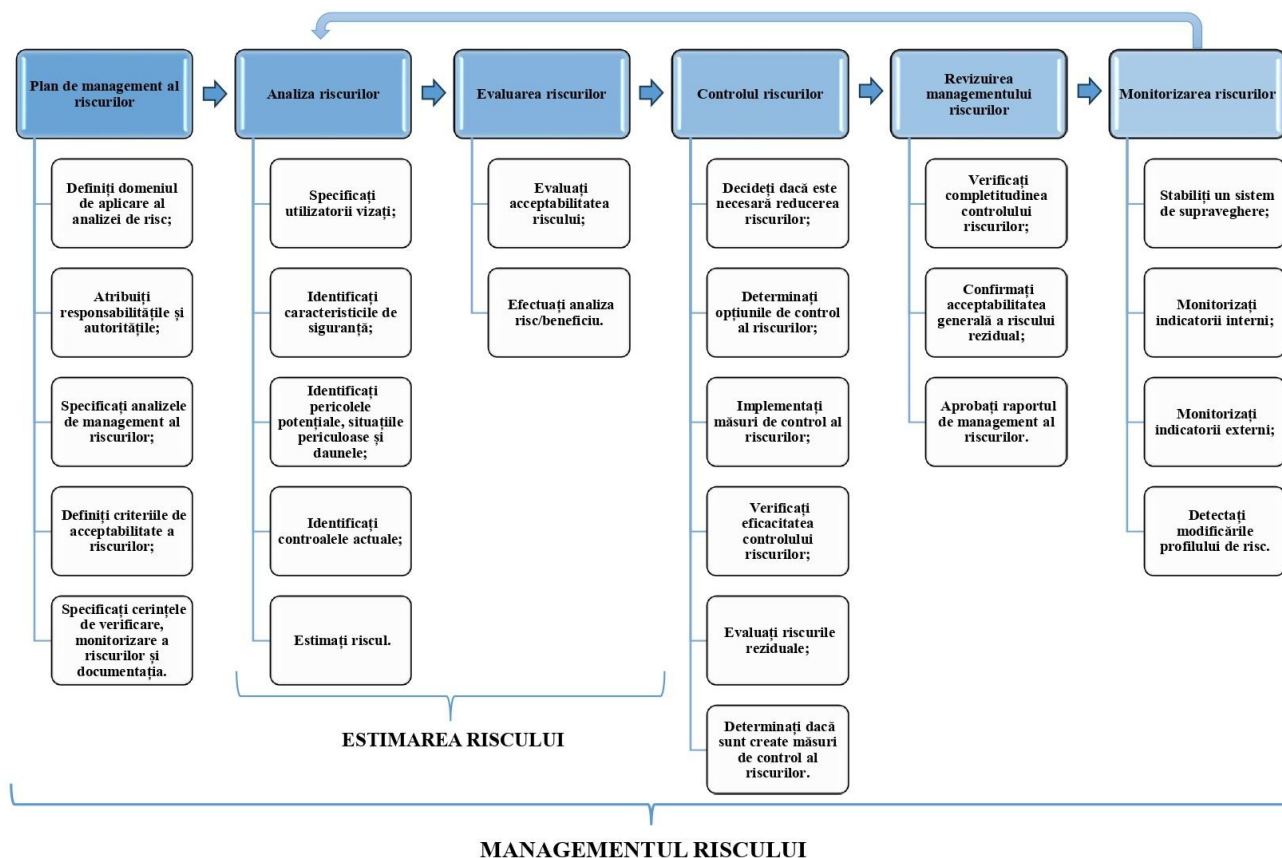 Plan de management al
riscurilor
Analiza riscurilor
Evaluarea riscurilor
Controlul riscurilor
Revizuirea
managementului
riscurilor
Monitorizarea riscurilor
Definiți domeniul
de aplicare al
analizei de risc;
Atribuiți
responsabilitățile și
autoritățile;
Specificați analizele
de management al
riscurilor;
Definiți criteriile de
acceptabilitate a
riscurilor;
Specificați cerințele
de verificare,
monitorizare a
riscurilor și
documentația.
Specificați
utilizatorii vizați;
Identificați
caracteristicile de
siguranță;
Identificați
pericolele
potențiale, situațiile
periculoase și
daunele;
Identificați
controalele actuale;
Estimați riscul.
Evaluați
acceptabilitatea
riscului;
Efectuați analiza
risc/beneficiu.
Decideți dacă este
necesară reducerea
riscurilor;
Determinați
opțiunile de control
al riscurilor;
Implementați
măsuri de control al
riscurilor;
Verificați
eficacitatea
controlului
riscurilor;
Evaluați riscurile
reziduale;
Determinați dacă
sunt create măsuri
de control al
riscurilor.
Verificați
completitudinea
controlului
riscurilor;
Confirmați
acceptabilitatea
generală a riscului
rezidual;
Aprobați raportul
de management al
riscurilor.
Stabiliți un sistem
de supraveghere;
Monitorizați
indicatorii interni;
Monitorizați
indicatorii externi;
Detectați
modificările
profilului de risc.
ESTIMAREA RISCULUI
MANAGEMENTUL RISCULUI